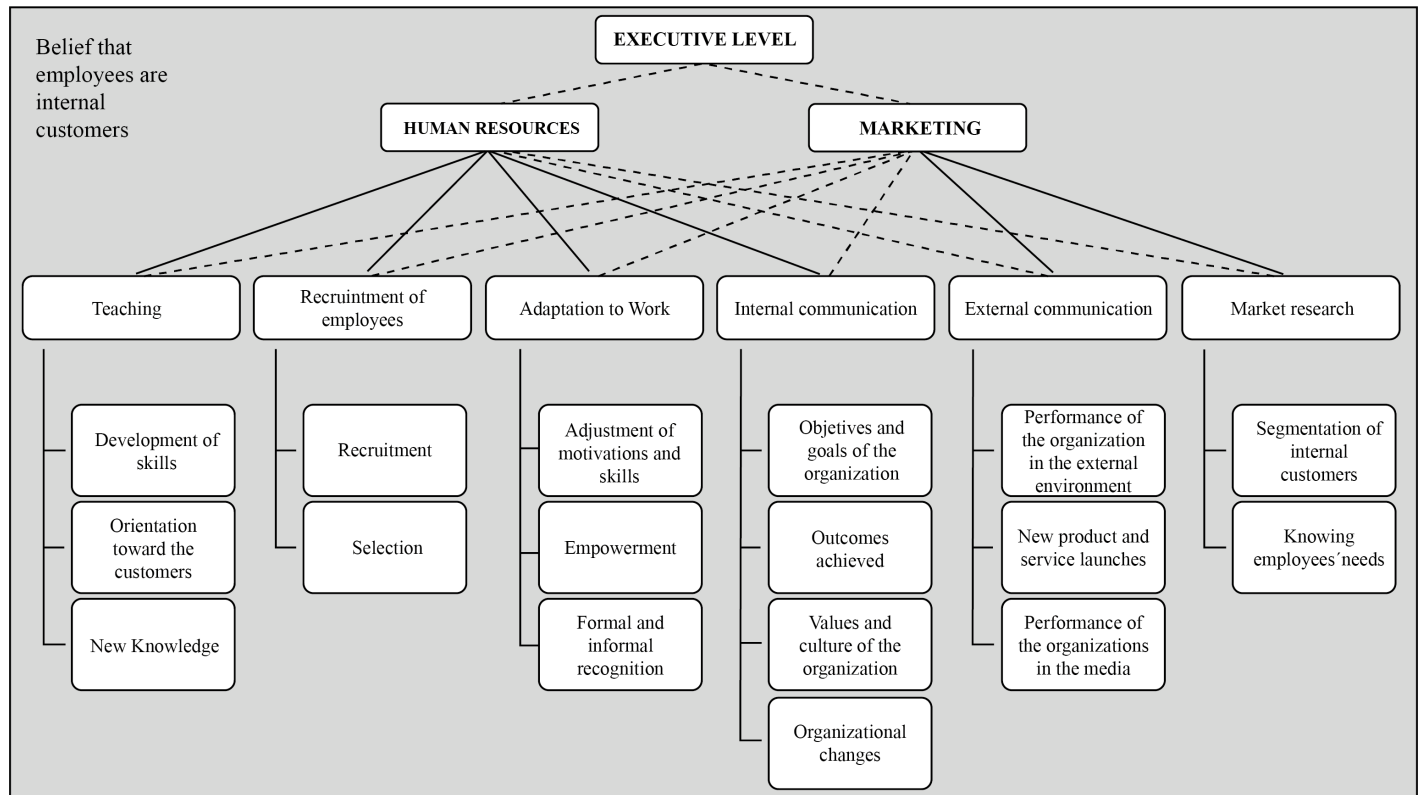 Belief that
employees are
internal
customers
EXECUTIVE LEVEL
HUMAN RESOURCES
MARKETING
Teaching
Recruintment of
employees
Adaptation to Work
Internal communication
External communication
Market research
Development of
skills
Orientation
toward the
customers
New Knowledge
Recruitment
Selection
Adjustment of
motivations and
skills
Empowerment
Formal and
informal
recognition
Objetives and
goals of the
organization
Outcomes
achieved
Values and
culture of the
organization
Organizational
changes
Performance of
the organization
in the external
environment
New product and
service launches
Performance of
the organizations
in the media
Segmentation of
internal
customers
Knowing
employees´needs